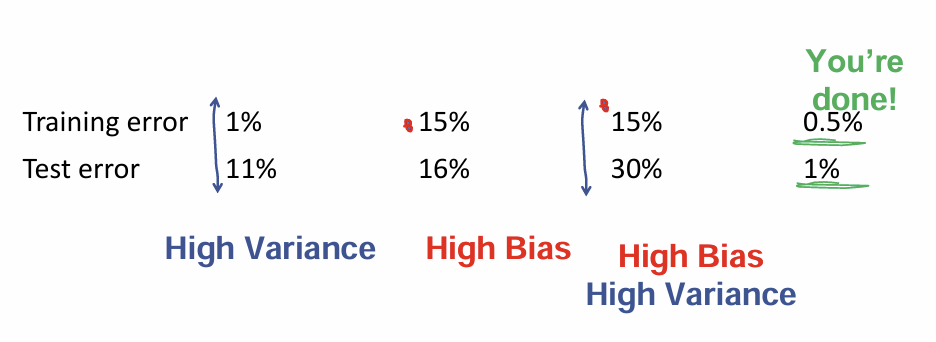 You’re
done!
Training error 1% 15% 15% 0.5%
Test error 11% 16% 30% 1%
High Variance High Bias High Bias
High Variance